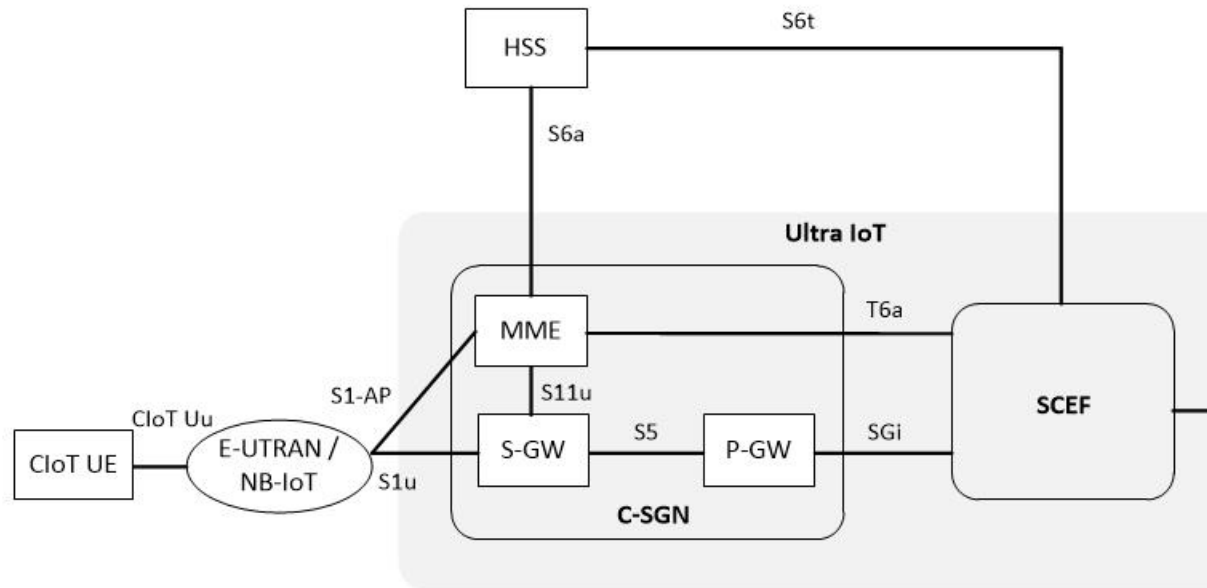 S6t
HSS
S6a
Ultra IoT
MME
T6a
S1-AP
S11u
SCEF
CIoT Uu
E-UTRAN /
NB-IoT
CIoT UE
S1u
S-GW
S5
P-GW
SGi
C-SGN